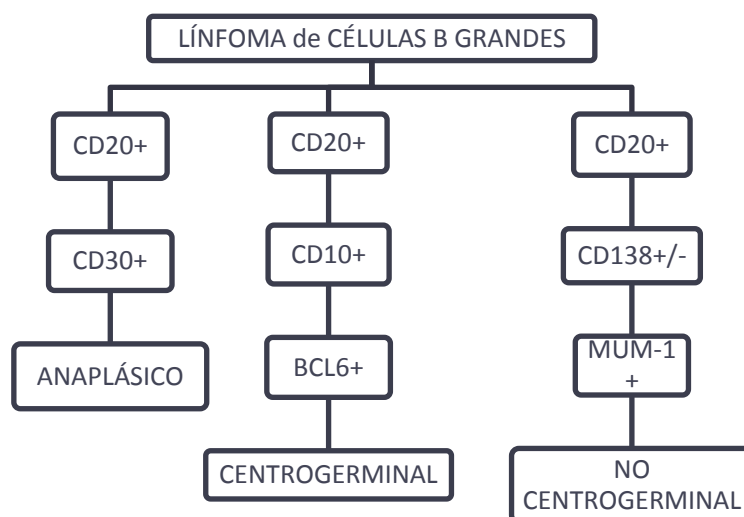 LÍNFOMA de CÉLULAS B GRANDES
CD20+
CD20+
CD20+
CD30+
CD10+
CD138+/-
ANAPLÁSICO
BCL6+
MUM-1
+
CENTROGERMINAL
NO
CENTROGERMINAL